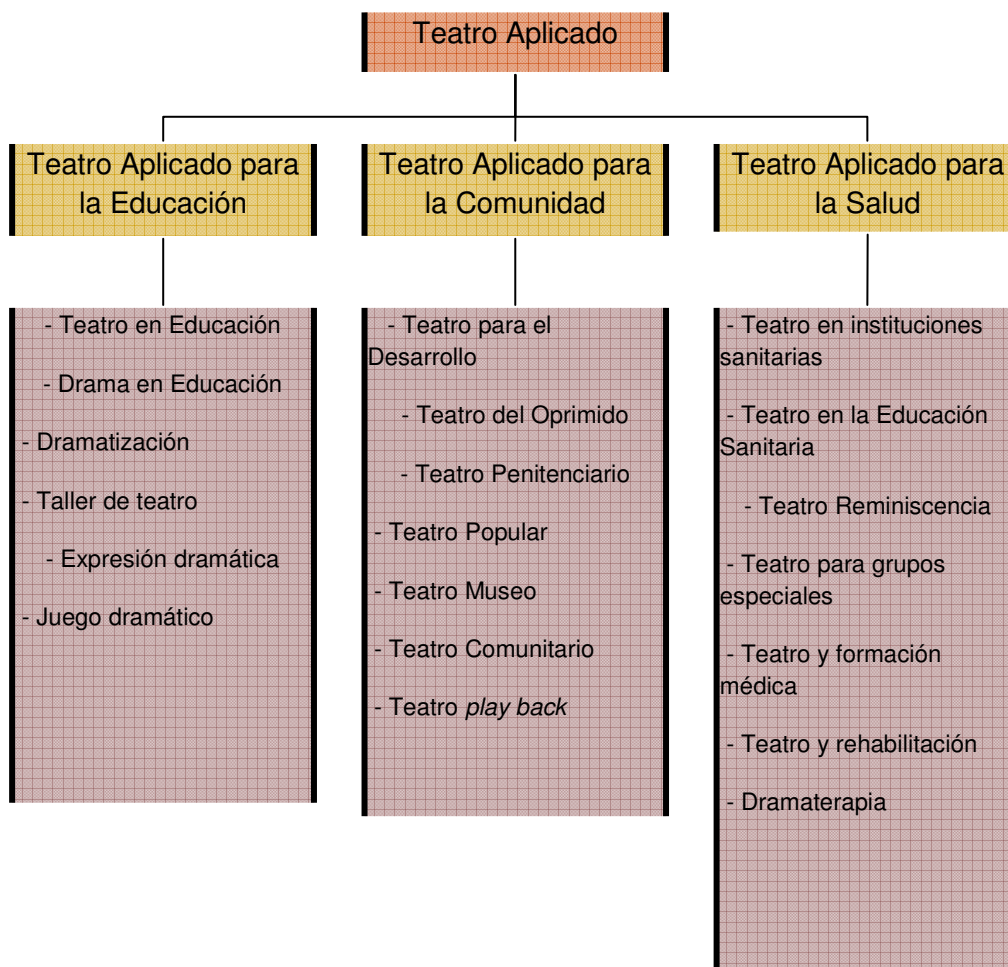 Teatro Aplicado
Teatro Aplicado para
la Educación
Teatro Aplicado para
la Comunidad
Teatro Aplicado para
la Salud
- Teatro en Educación
- Drama en Educación
- Dramatización
- Taller de teatro
- Expresión dramática
- Juego dramático
- Teatro para el
Desarrollo
- Teatro del Oprimido
- Teatro Penitenciario
- Teatro Popular
- Teatro Museo
- Teatro Comunitario
- Teatro play back
- Teatro en instituciones
sanitarias
- Teatro en la Educación
Sanitaria
- Teatro Reminiscencia
- Teatro para grupos
especiales
- Teatro y formación
médica
- Teatro y rehabilitación
- Dramaterapia